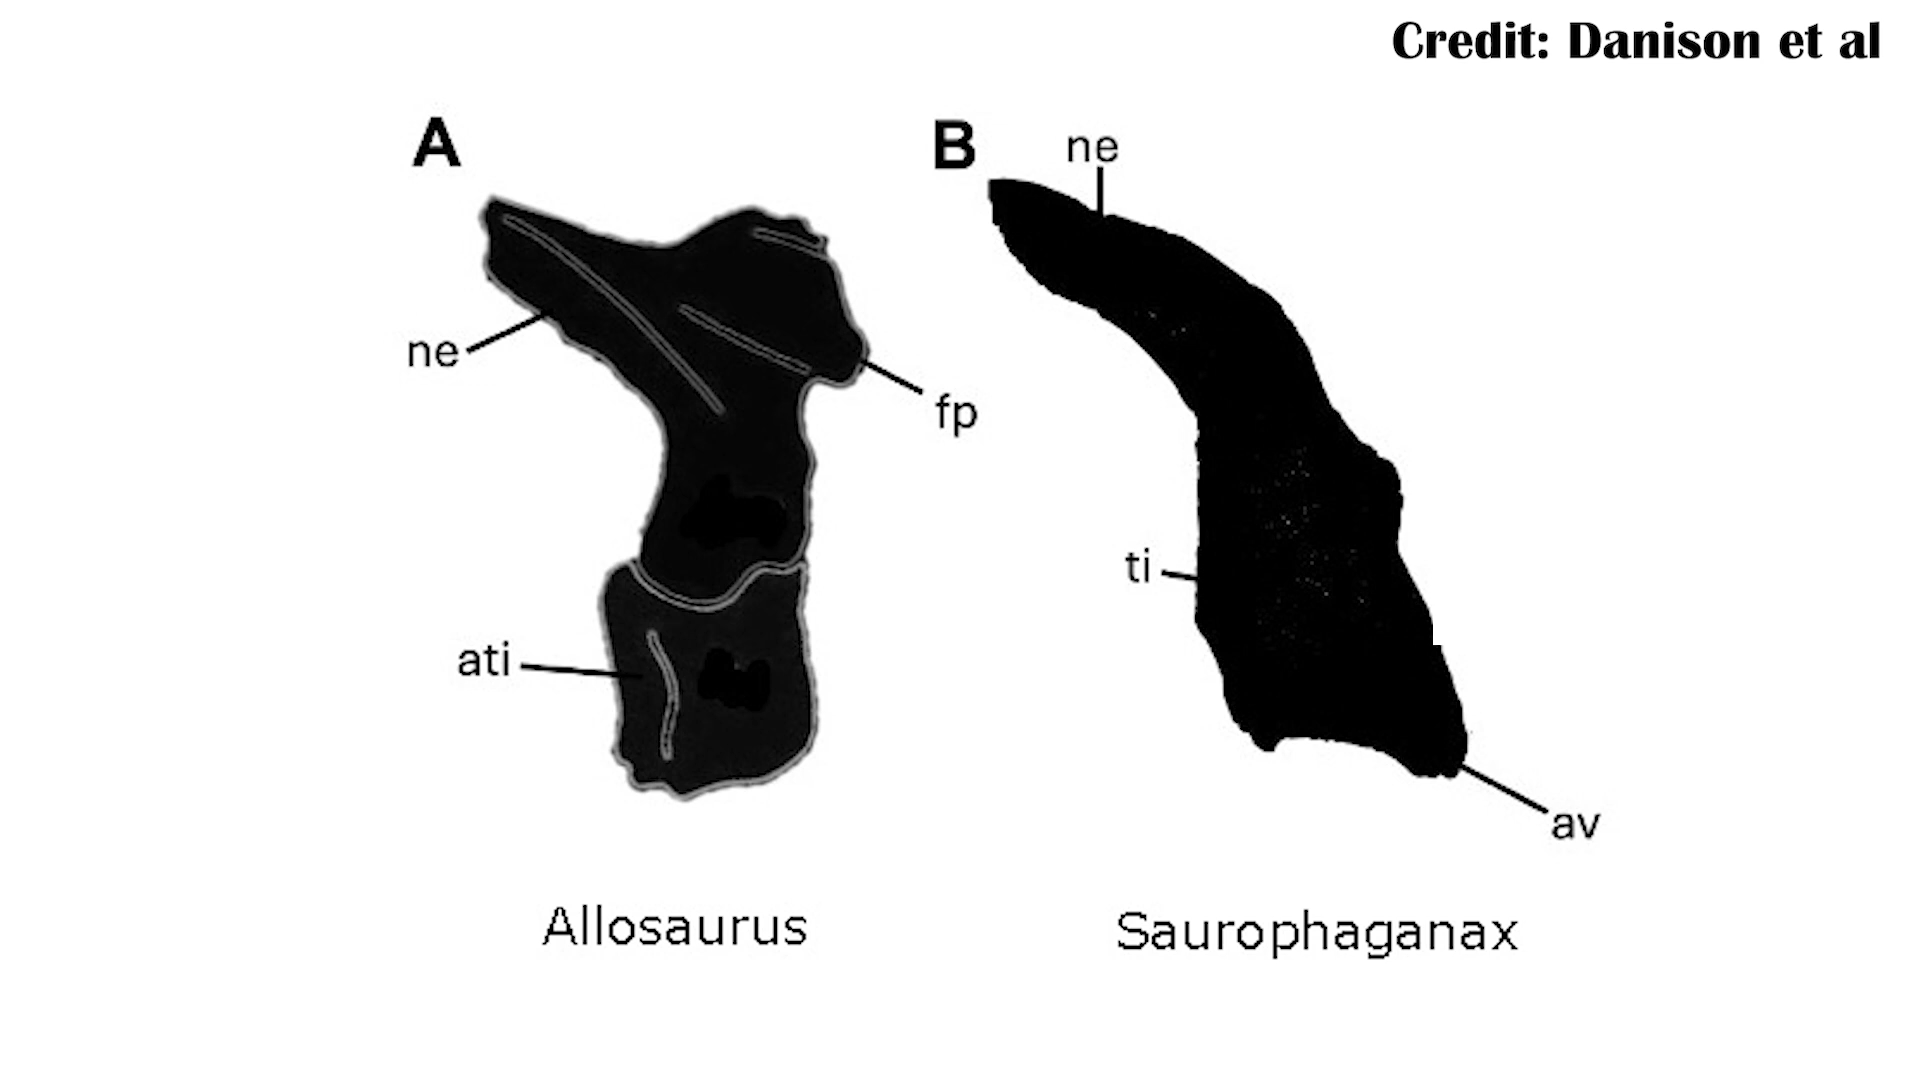 Credit: Danison et al
A
B
ne
ne
fp
ti
ati
av
Allosaurus
Saurophaganax